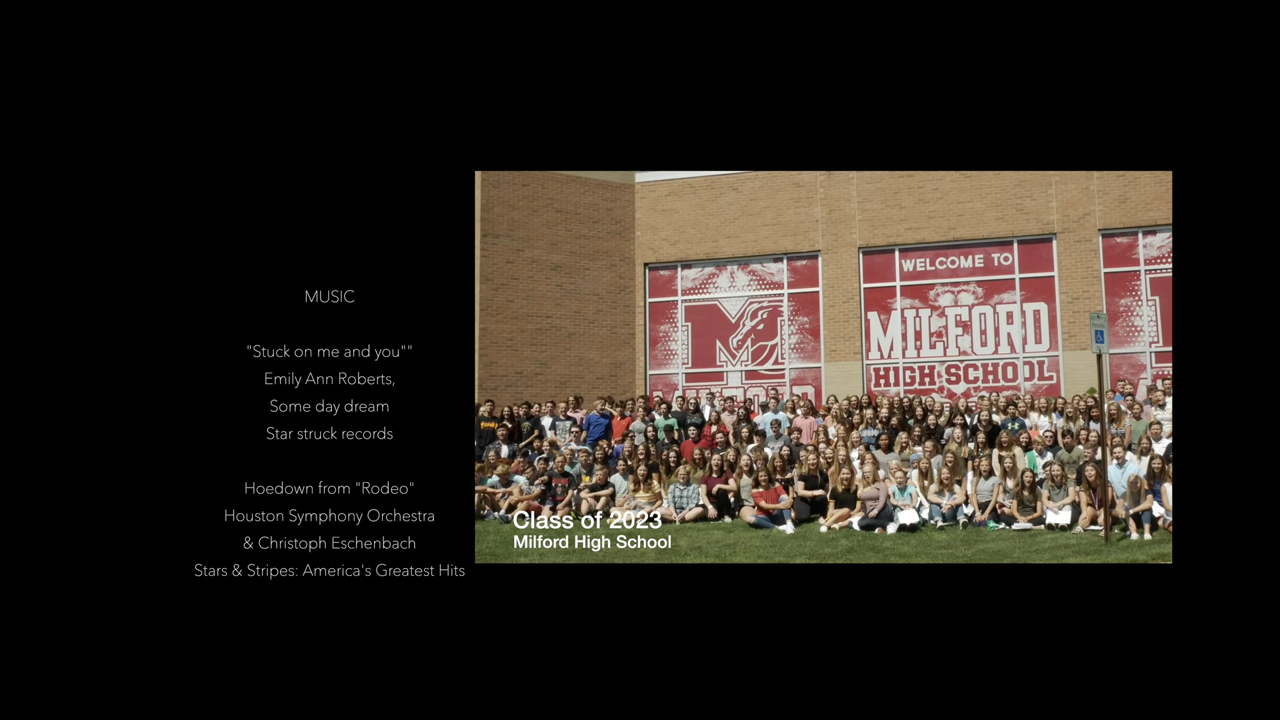 MUSIC
"Stuck on me and you""
Emily Ann Roberts,
Some day dream
Star struck records
Hoedown from "Rodeo"
Houston Symphony Orchestra
& Christoph Eschenbach
Stars & Stripes: America's Greatest Hits
WELCOME TO
M
MILFORD
HIGH SCHOOL
Class of 2023
Milford High School